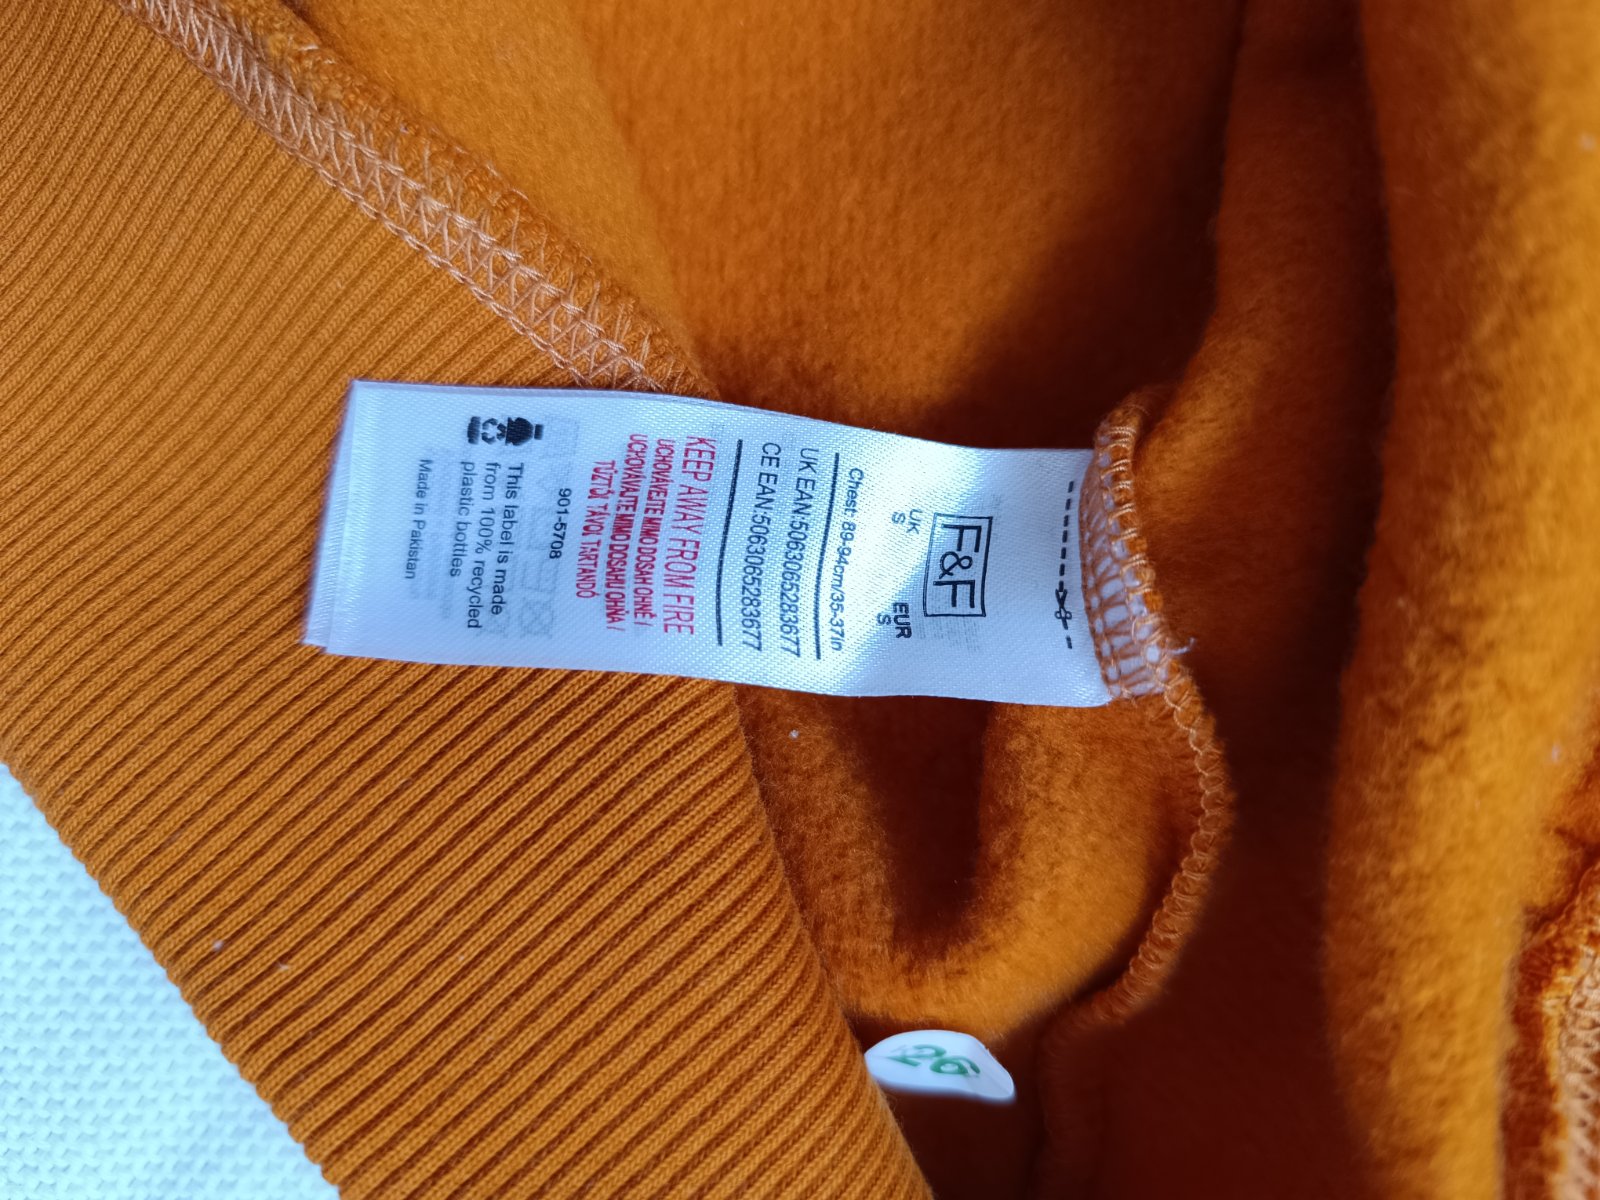 F&F
UK EUR
S S
Chest: 89-94cm/35-37in
UK EAN:5063065283677
CE EAN:5063065283677
KEEP AWAY FROM FIRE
UCHOVÁVEJTE MIMO DOSAH OHNĚ /
UCHOVÁVAJTE MIMO DOSAHU OHŇA /
TŰZTŐL TÁVOL TARTANDÓ
901-5708
This label is made
from 100% recycled
plastic bottles
Made in Pakistan